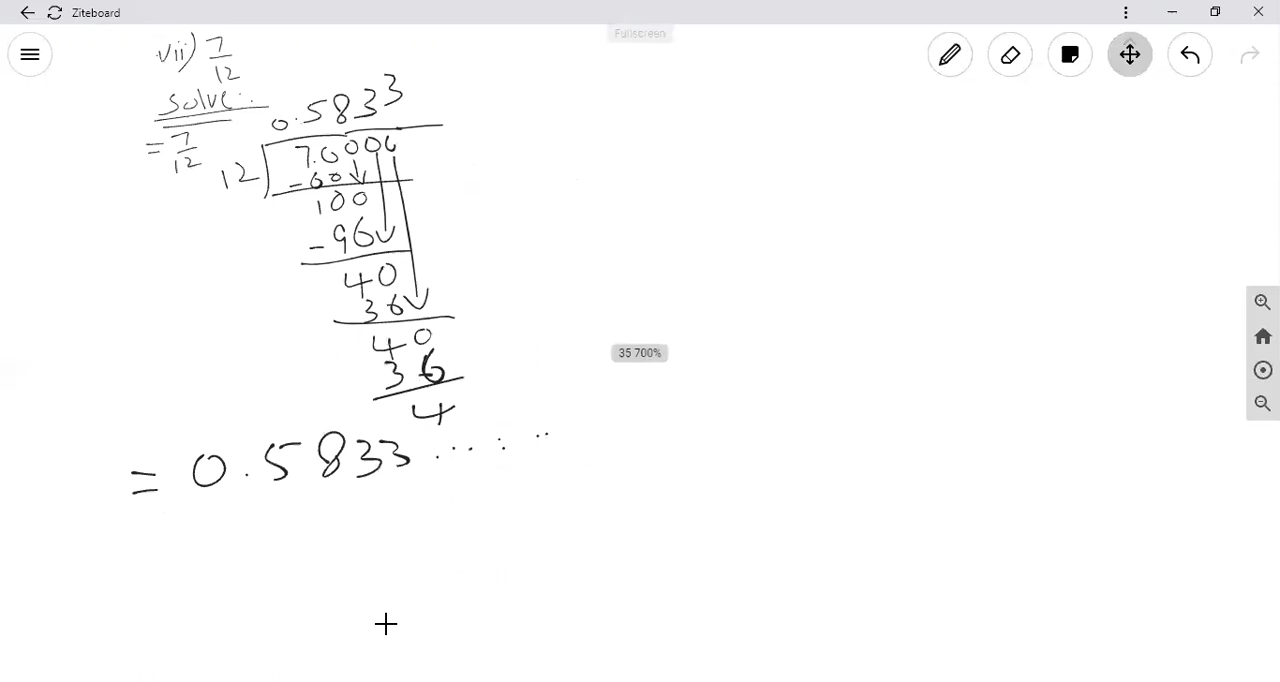 Ziteboard
Fullscreen
vii) 7/12
Solve:
= 7/12
0.5833
12 7.0000
- 60
100
- 96
40
36
40
36
4
35 700%
= 0.5833 ........